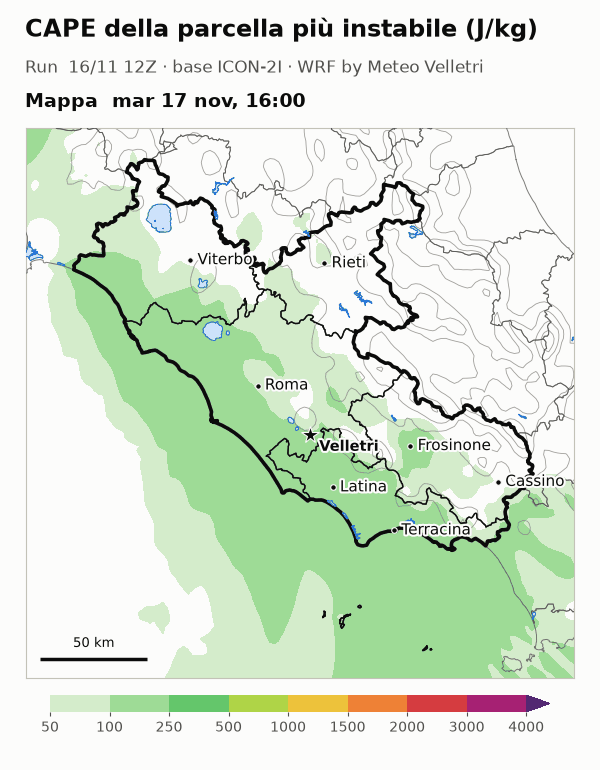 CAPE della parcella più instabile (J/kg)
Run 16/11 12Z · base ICON-2I · WRF by Meteo Velletri
Mappa mar 17 nov, 16:00
Viterbo
Rieti
Roma
Velletri
Frosinone
Cassino
Latina
Terracina
50 km
50 100 250 500 1000 1500 2000 3000 4000